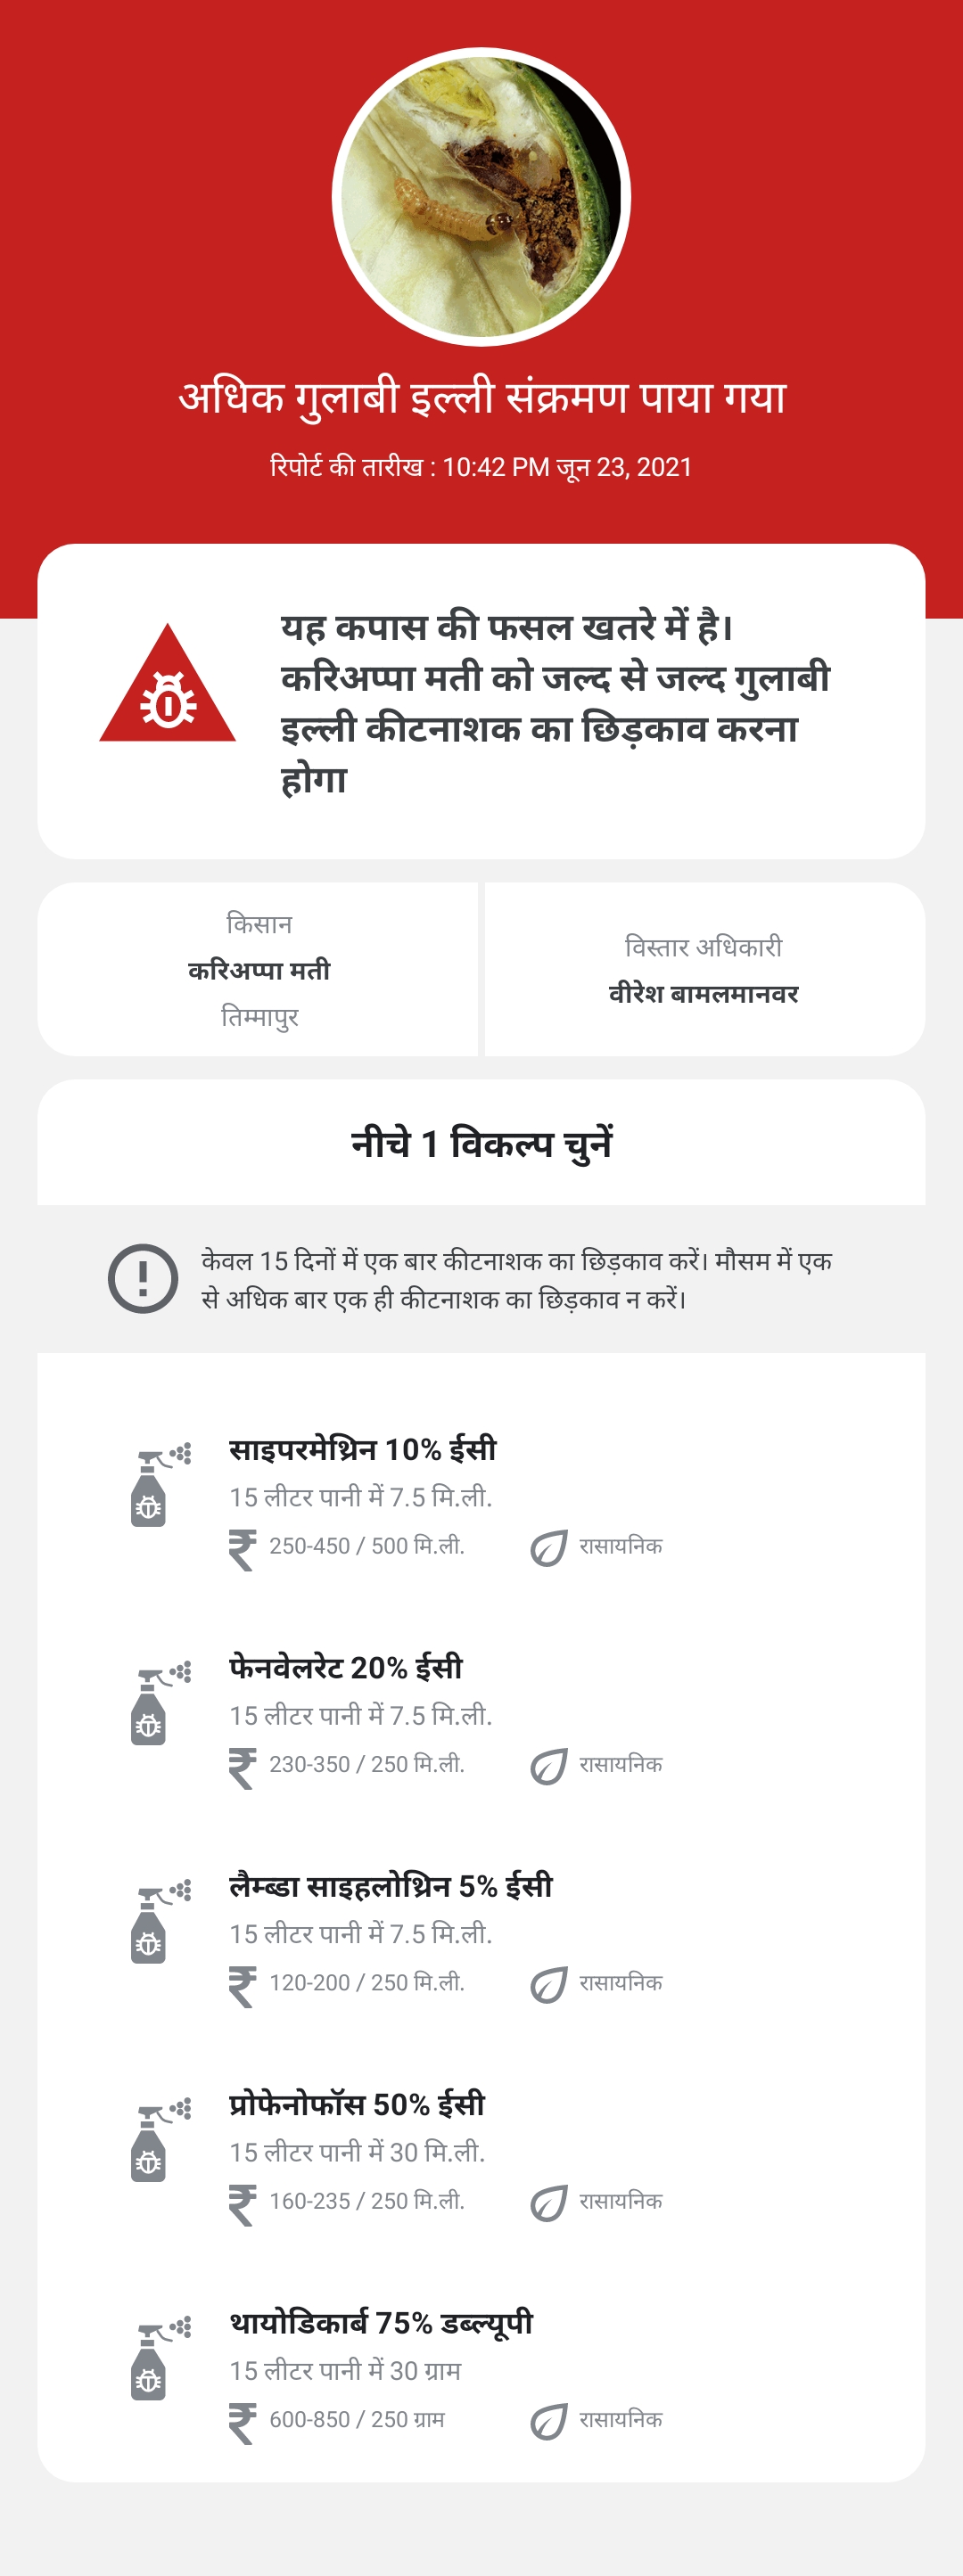 अधिक गुलाबी इल्ली संक्रमण पाया गया
रिपोर्ट की तारीख : 10:42 PM जून 23, 2021
यह कपास की फसल खतरे में है।
करिअप्पा मती को जल्द से जल्द गुलाबी
इल्ली कीटनाशक का छिड़काव करना
होगा
किसान
करिअप्पा मती
तिम्मापुर
विस्तार अधिकारी
वीरेश बामलमानवर
नीचे 1 विकल्प चुनें
केवल 15 दिनों में एक बार कीटनाशक का छिड़काव करें। मौसम में एक
से अधिक बार एक ही कीटनाशक का छिड़काव न करें।
साइपरमेथ्रिन 10% ईसी
15 लीटर पानी में 7.5 मि.ली.
₹ 250-450 / 500 मि.ली. रासायनिक
फेनवेलरेट 20% ईसी
15 लीटर पानी में 7.5 मि.ली.
₹ 230-350 / 250 मि.ली. रासायनिक
लैम्ब्डा साइहलोथ्रिन 5% ईसी
15 लीटर पानी में 7.5 मि.ली.
₹ 120-200 / 250 मि.ली. रासायनिक
प्रोफेनोफॉस 50% ईसी
15 लीटर पानी में 30 मि.ली.
₹ 160-235 / 250 मि.ली. रासायनिक
थायोडिकार्ब 75% डब्ल्यूपी
15 लीटर पानी में 30 ग्राम
₹ 600-850 / 250 ग्राम रासायनिक